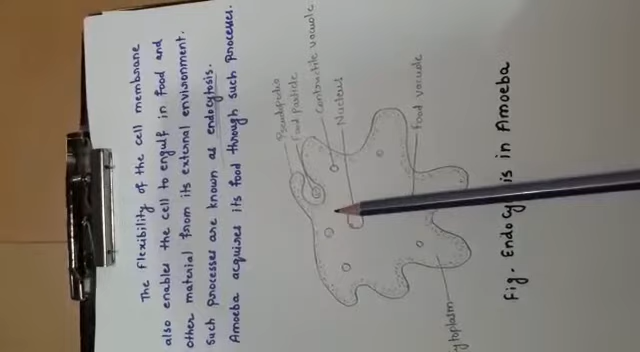 The flexibility of the cell membrane
also enables the cell to engulf in food and
other material from its external environment.
Such processes are known as endocytosis.
Amoeba acquires its food through such processes.
Pseudopodia
Food particle
Contractile vacuole
Nucleus
Food vacuole
ytoplasm
Fig. Endocy is in Amoeba